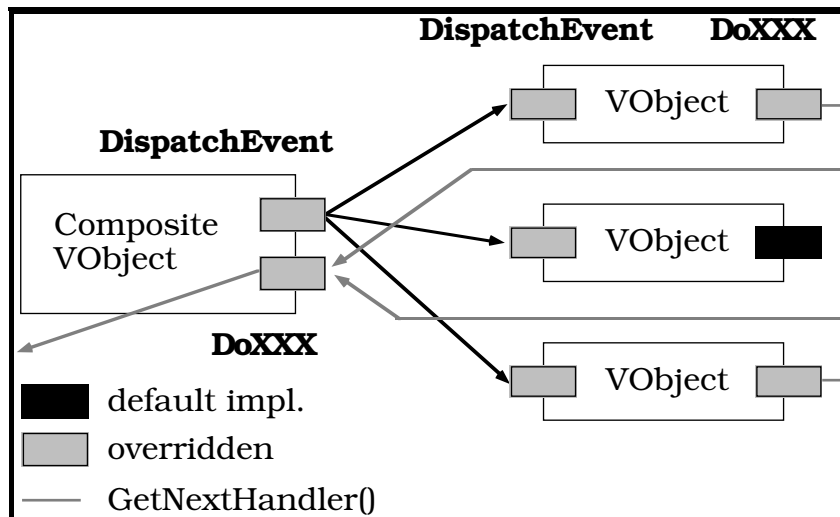 DispatchEvent DoXXX
VObject
DispatchEvent
Composite
VObject
VObject
DoXXX
VObject
default impl.
overridden
GetNextHandler()